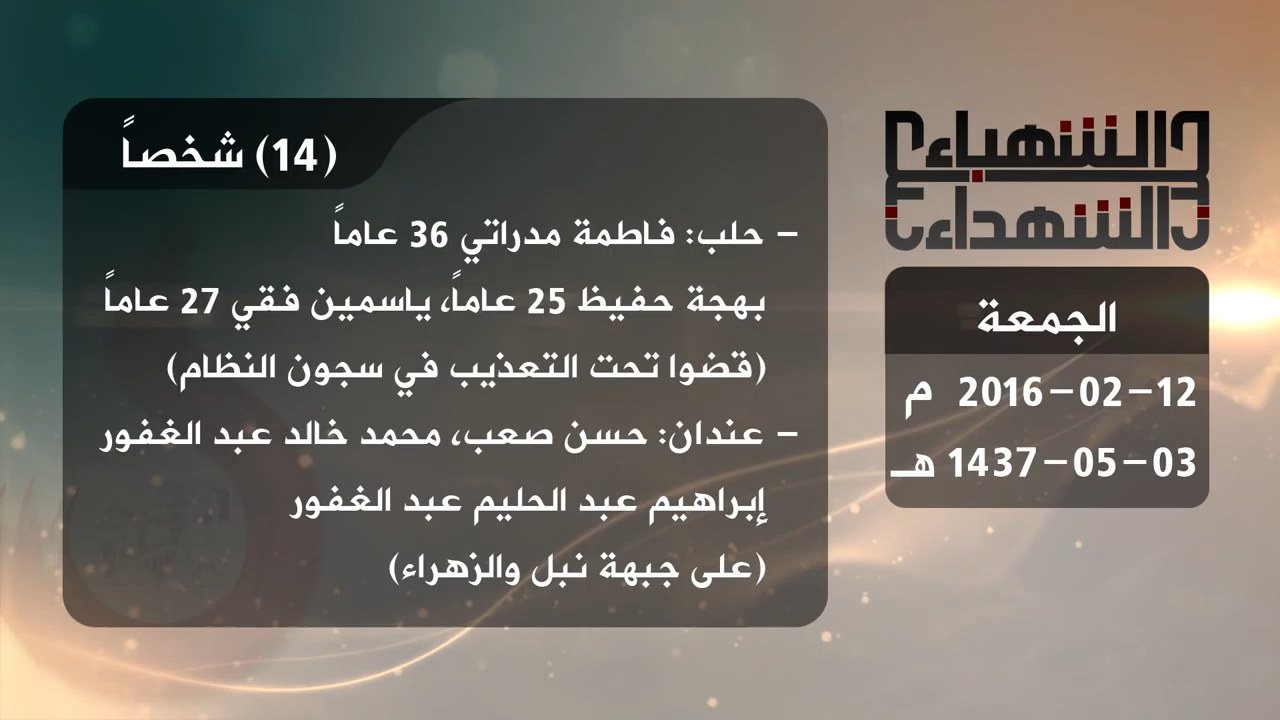 والشهباء
والشهداء
الجمعة
12-02-2016 م
03-05-1437 هـ
(14) شخصاً
- حلب: فاطمة مدراتي 36 عاماً
بهجة حفيظ 25 عاماً، ياسمين فقي 27 عاماً
(قضوا تحت التعذيب في سجون النظام)
- عندان: حسن صعب، محمد خالد عبد الغفور
إبراهيم عبد الحليم عبد الغفور
(على جبهة نبل والزهراء)